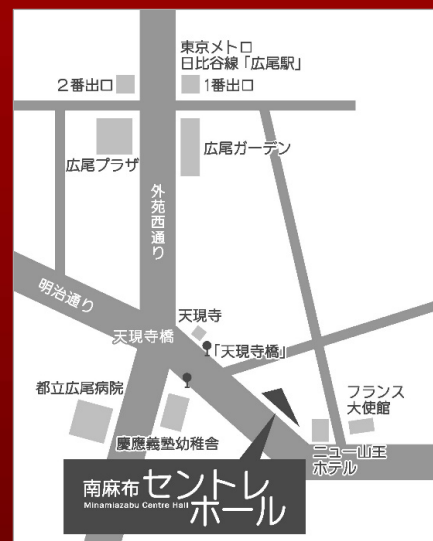 東京メトロ
日比谷線「広尾駅」
2番出口
1番出口
広尾プラザ
広尾ガーデン
外苑西通り
明治通り
天現寺
天現寺橋
「天現寺橋」
都立広尾病院
慶應義塾幼稚舎
フランス
大使館
ニュー山王
ホテル
南麻布 セントレ
ホール
Minamiazabu Centre Hall